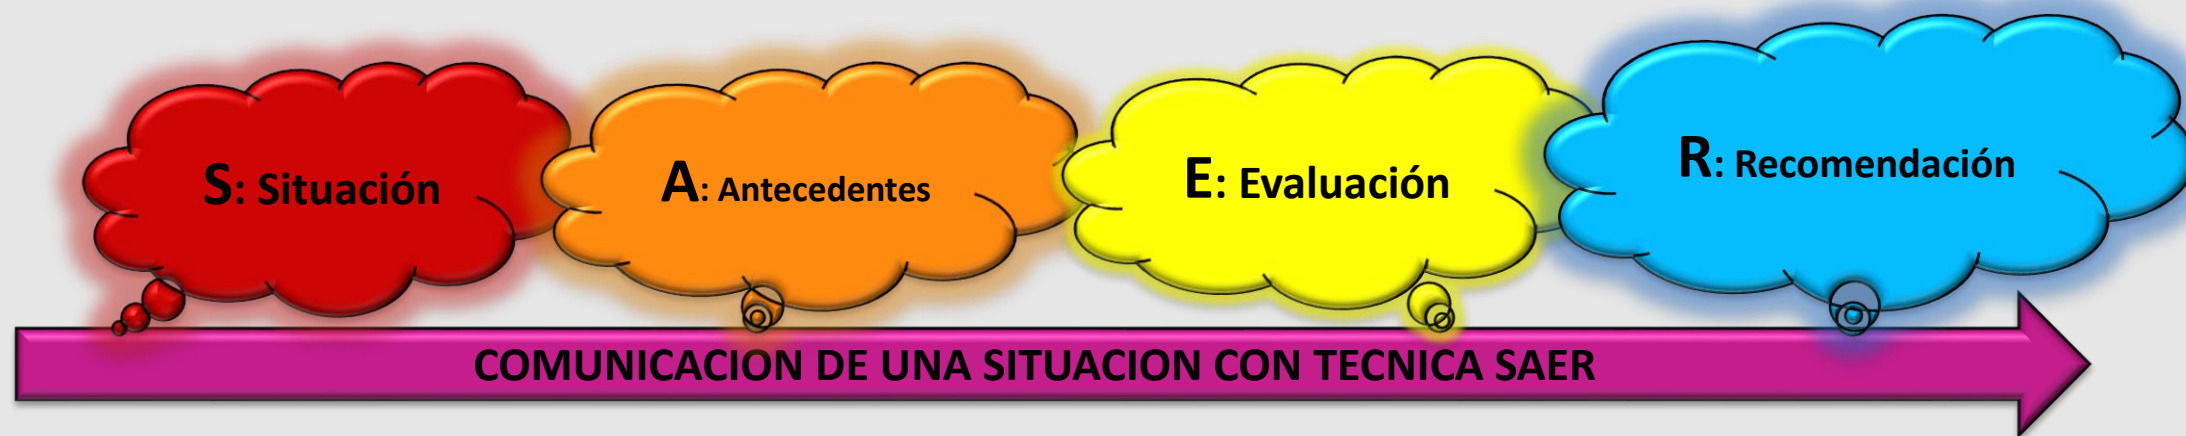 S: Situación
A: Antecedentes
E: Evaluación
R: Recomendación
COMUNICACION DE UNA SITUACION CON TECNICA SAER